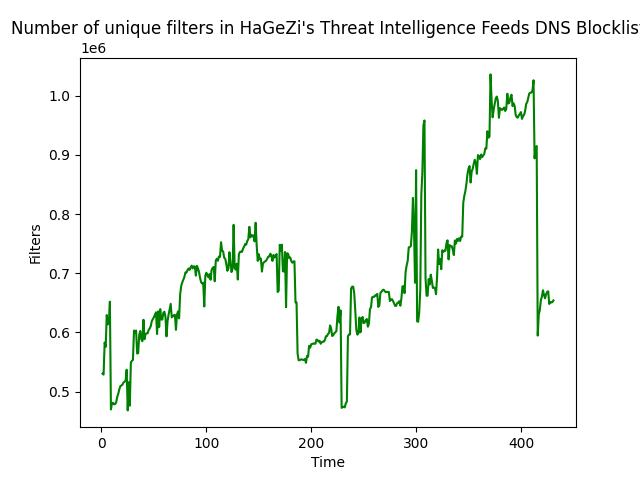 Number of unique filters in HaGeZi's Threat Intelligence Feeds DNS Blocklist
1e6
1.0
0.9
0.8
0.7
0.6
0.5
Filters
0 100 200 300 400
Time